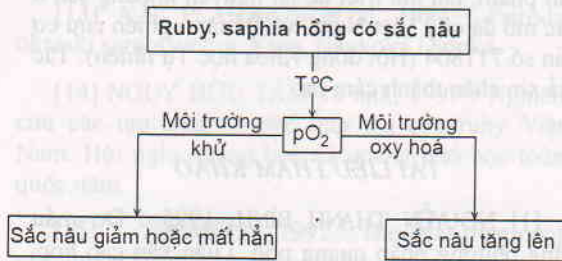 Ruby, saphia hồng có sắc nâu
T °C
Môi trường khử
pO₂
Môi trường oxy hoá
Sắc nâu giảm hoặc mất hẳn
Sắc nâu tăng lên